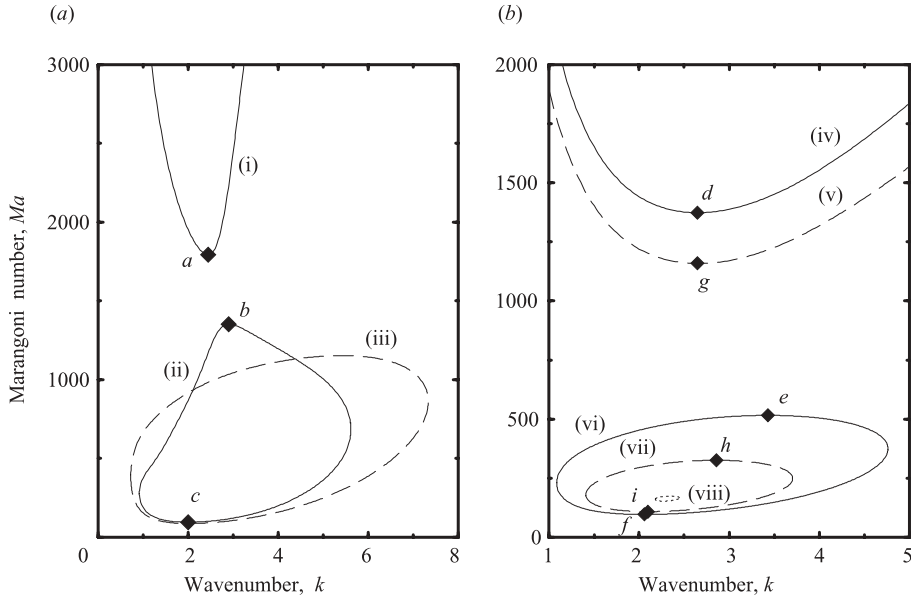 (a)
(b)
3000
2000
1000
0
0
2
4
6
8
Marangoni number, Ma
Wavenumber, k
(i)
a
b
(iii)
(ii)
c
2000
1500
1000
500
0
1
2
3
4
5
Wavenumber, k
(iv)
d
(v)
g
e
(vi)
(vii)
h
i
(viii)
f